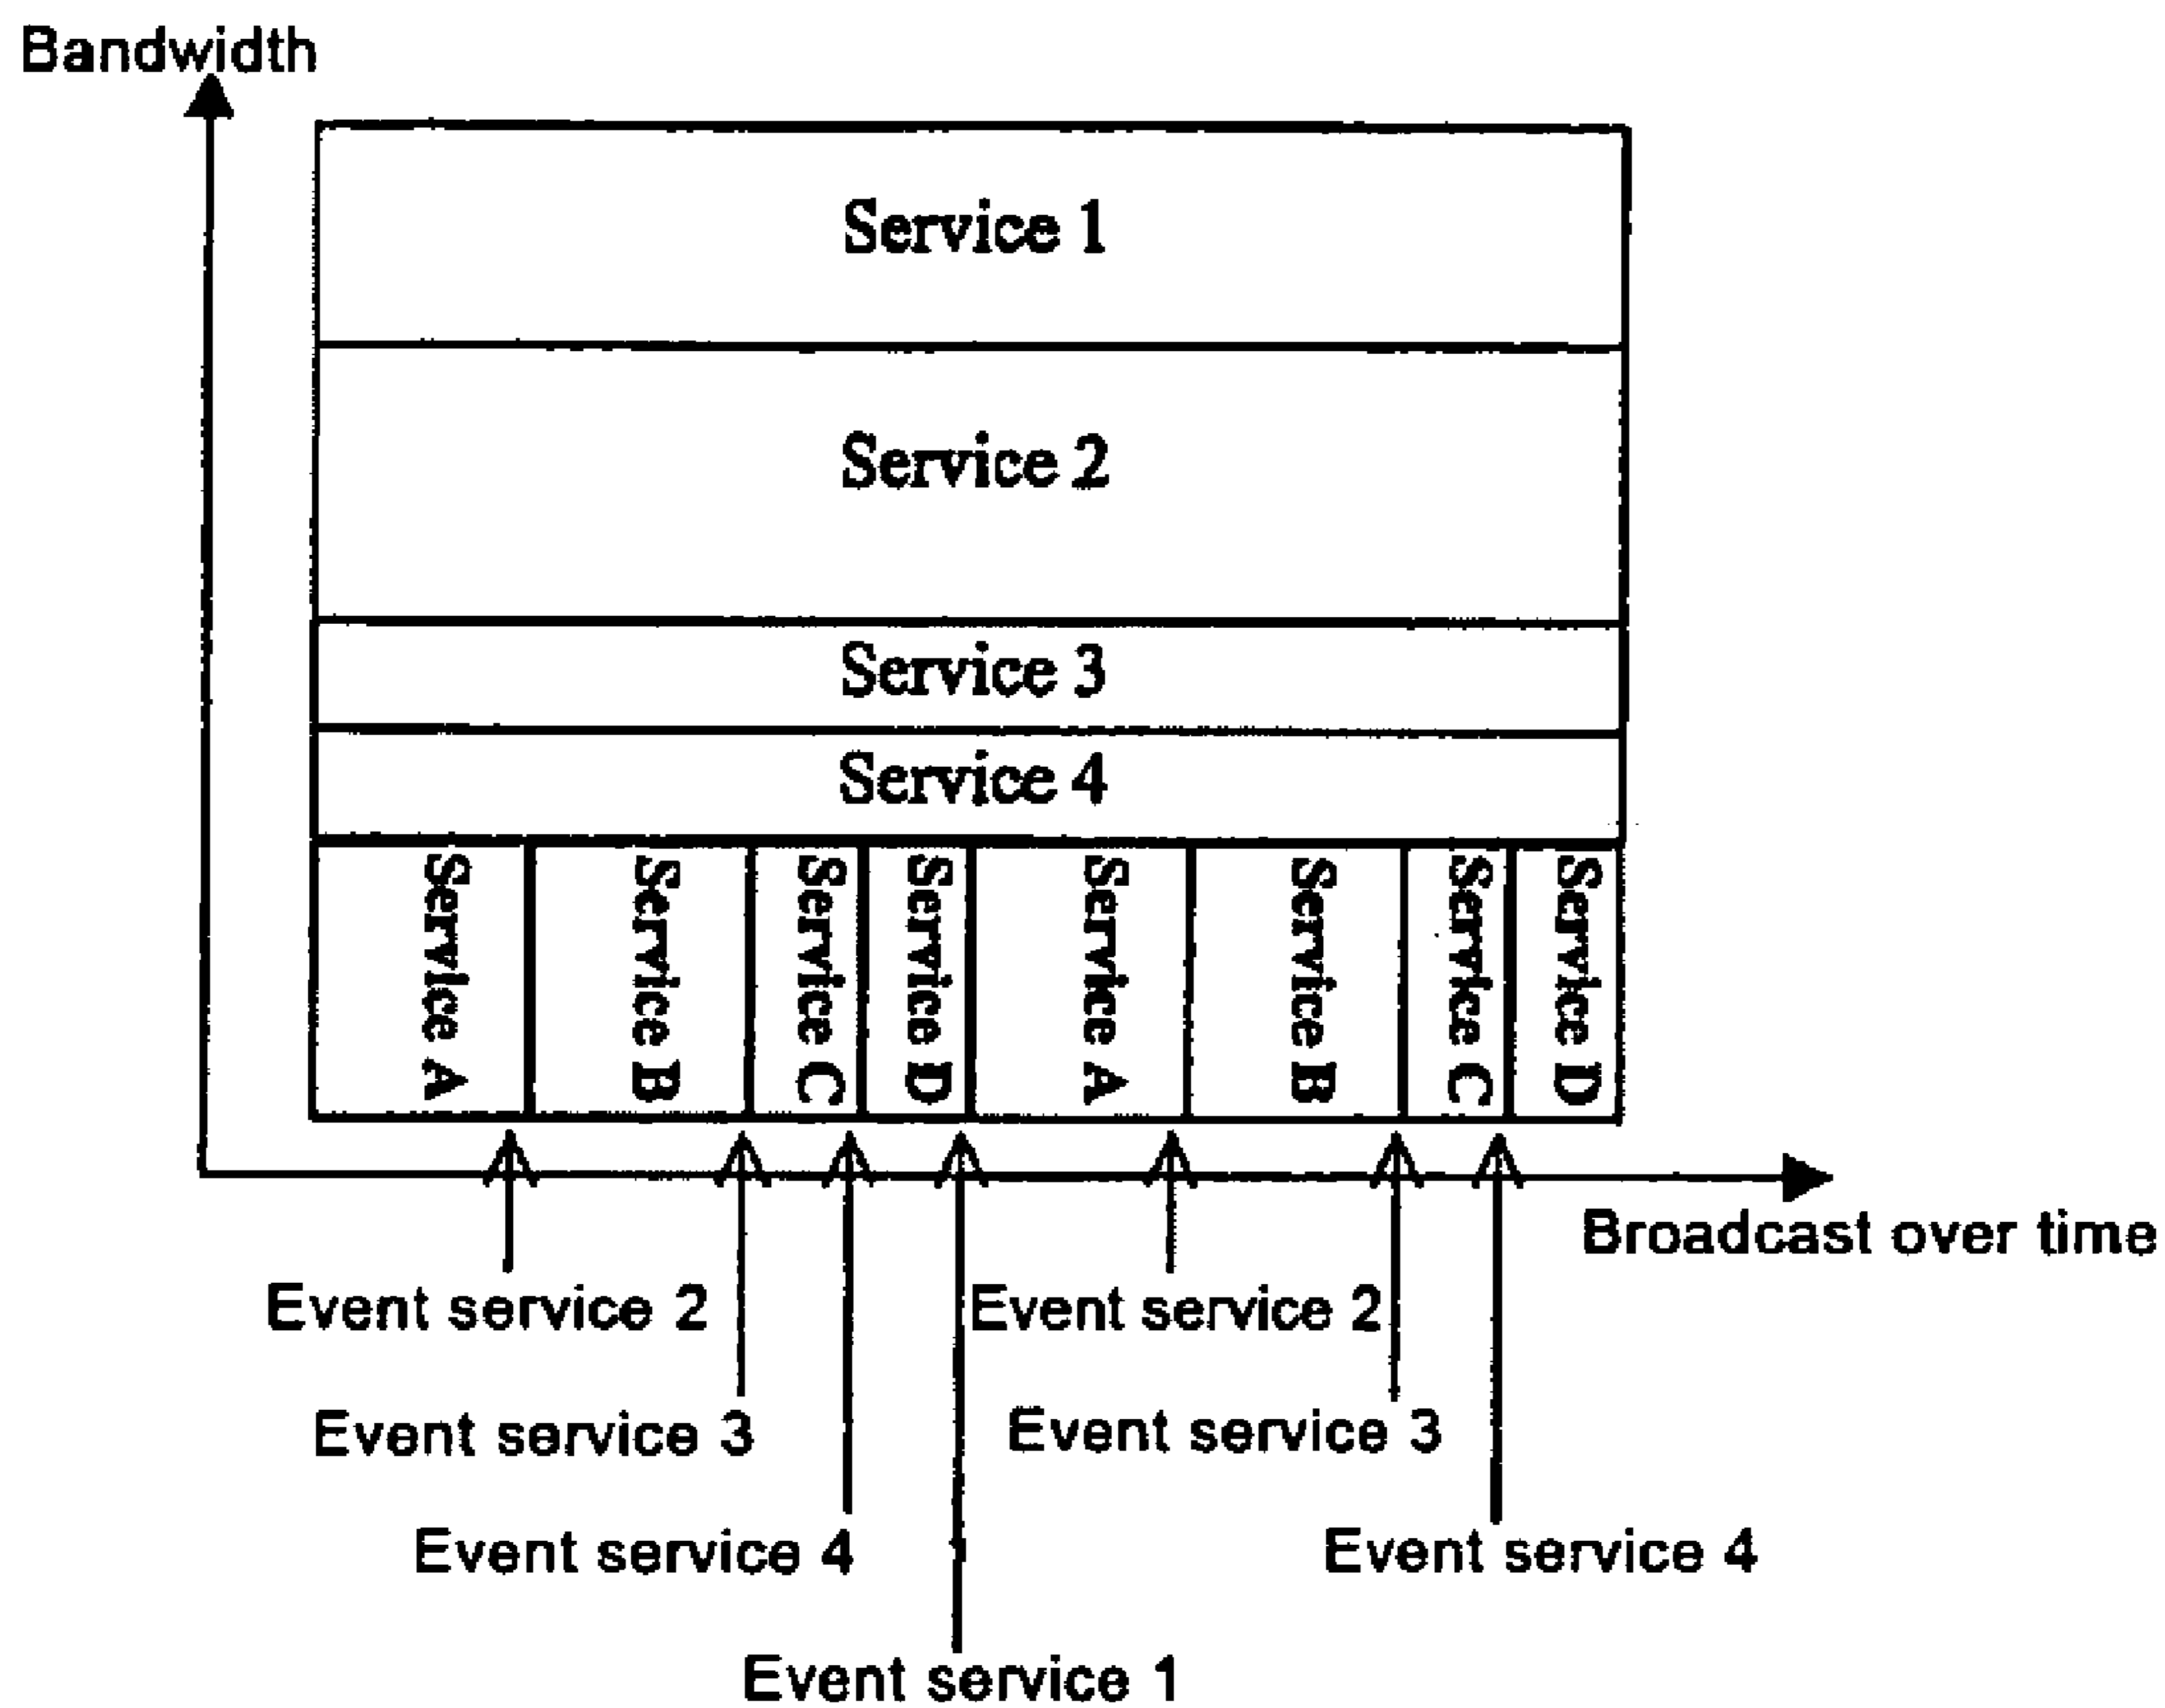 Bandwidth
Service 1
Service 2
Service 3
Service 4
Service A
Service B
Service C
Service D
Service A
Service B
Service C
Service D
Broadcast over time
Event service 2
Event service 2
Event service 3
Event service 3
Event service 4
Event service 4
Event service 1